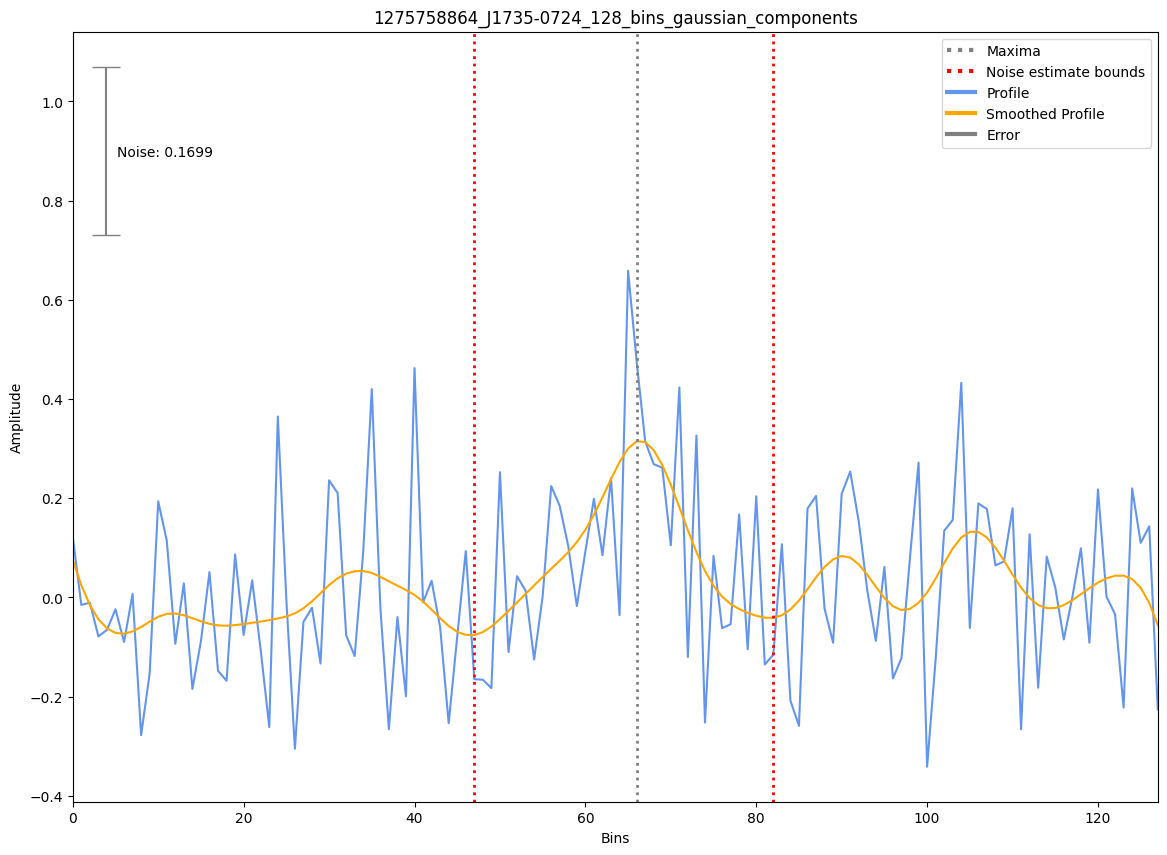 1275758864_J1735-0724_128_bins_gaussian_components
Maxima
Noise estimate bounds
Profile
Smoothed Profile
Error
Noise: 0.1699
1.0
0.8
0.6
0.4
0.2
0.0
−0.2
−0.4
Amplitude
0 20 40 60 80 100 120
Bins